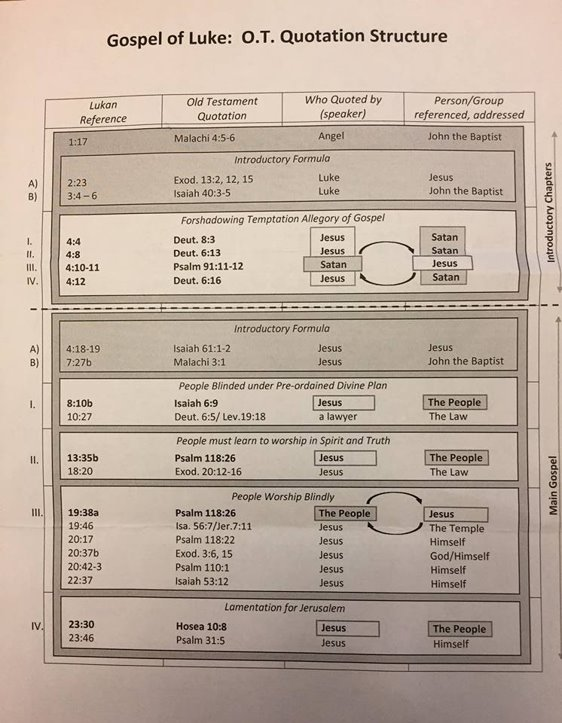 Gospel of Luke: O.T. Quotation Structure
Lukan Old Testament Who Quoted by Person/Group
Reference Quotation (speaker) referenced, addressed
1:17 Malachi 4:5-6 Angel John the Baptist
Introductory Formula
A) 2:23 Exod. 13:2, 12, 15 Luke Jesus
B) 3:4 – 6 Isaiah 40:3-5 Luke John the Baptist
Forshadowing Temptation Allegory of Gospel
I. 4:4 Deut. 8:3 Jesus Satan
II. 4:8 Deut. 6:13 Jesus Satan
III. 4:10-11 Psalm 91:11-12 Satan Jesus
IV. 4:12 Deut. 6:16 Jesus Satan
Introductory Chapters
Introductory Formula
A) 4:18-19 Isaiah 61:1-2 Jesus Jesus
B) 7:27b Malachi 3:1 Jesus John the Baptist
People Blinded under Pre-ordained Divine Plan
I. 8:10b Isaiah 6:9 Jesus The People
10:27 Deut. 6:5/ Lev.19:18 a lawyer The Law
People must learn to worship in Spirit and Truth
II. 13:35b Psalm 118:26 Jesus The People
18:20 Exod. 20:12-16 Jesus The Law
People Worship Blindly
III. 19:38a Psalm 118:26 The People Jesus
19:46 Isa. 56:7/Jer.7:11 Jesus The Temple
20:17 Psalm 118:22 Jesus Himself
20:37b Exod. 3:6, 15 Jesus God/Himself
20:42-3 Psalm 110:1 Jesus Himself
22:37 Isaiah 53:12 Jesus Himself
Lamentation for Jerusalem
IV. 23:30 Hosea 10:8 Jesus The People
23:46 Psalm 31:5 Jesus Himself
Main Gospel